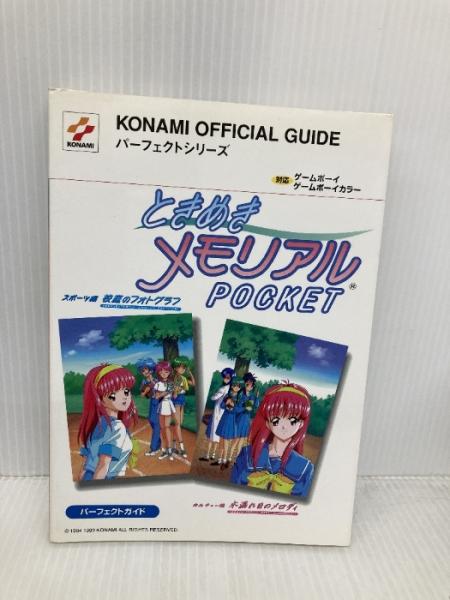 KONAMI
KONAMI OFFICIAL GUIDE
パーフェクトシリーズ
対応 ゲームボーイ
ゲームボーイカラー
ときめき
メモリアル
POCKET®
スポーツ編 校庭のフォトグラフ
カルチャー編 木漏れ日のメロディ
パーフェクトガイド
© 1994 1999 KONAMI ALL RIGHTS RESERVED.